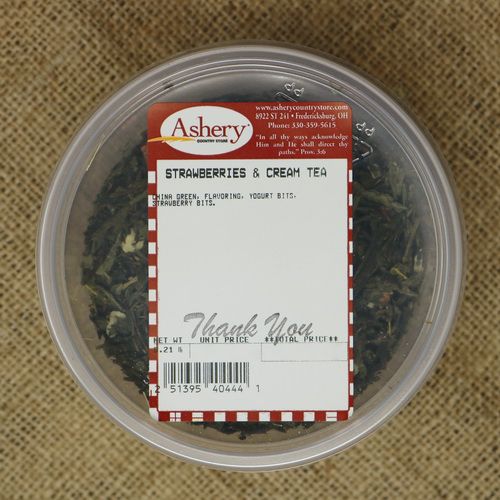 Ashery
COUNTRY STORE
www.asherycountrystore.com
8922 ST 241 • Fredericksburg, OH
Phone: 330-359-5615
"In all thy ways acknowledge
Him and He shall direct thy
paths." Prov. 3:6
STRAWBERRIES & CREAM TEA
CHINA GREEN, FLAVORING, YOGURT BITS,
STRAWBERRY BITS.
Thank You
NET WT UNIT PRICE **TOTAL PRICE**
.21 lb
2 51395 40444 1